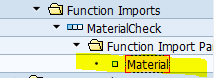 Function Imports
MaterialCheck
Function Import Pa
Material